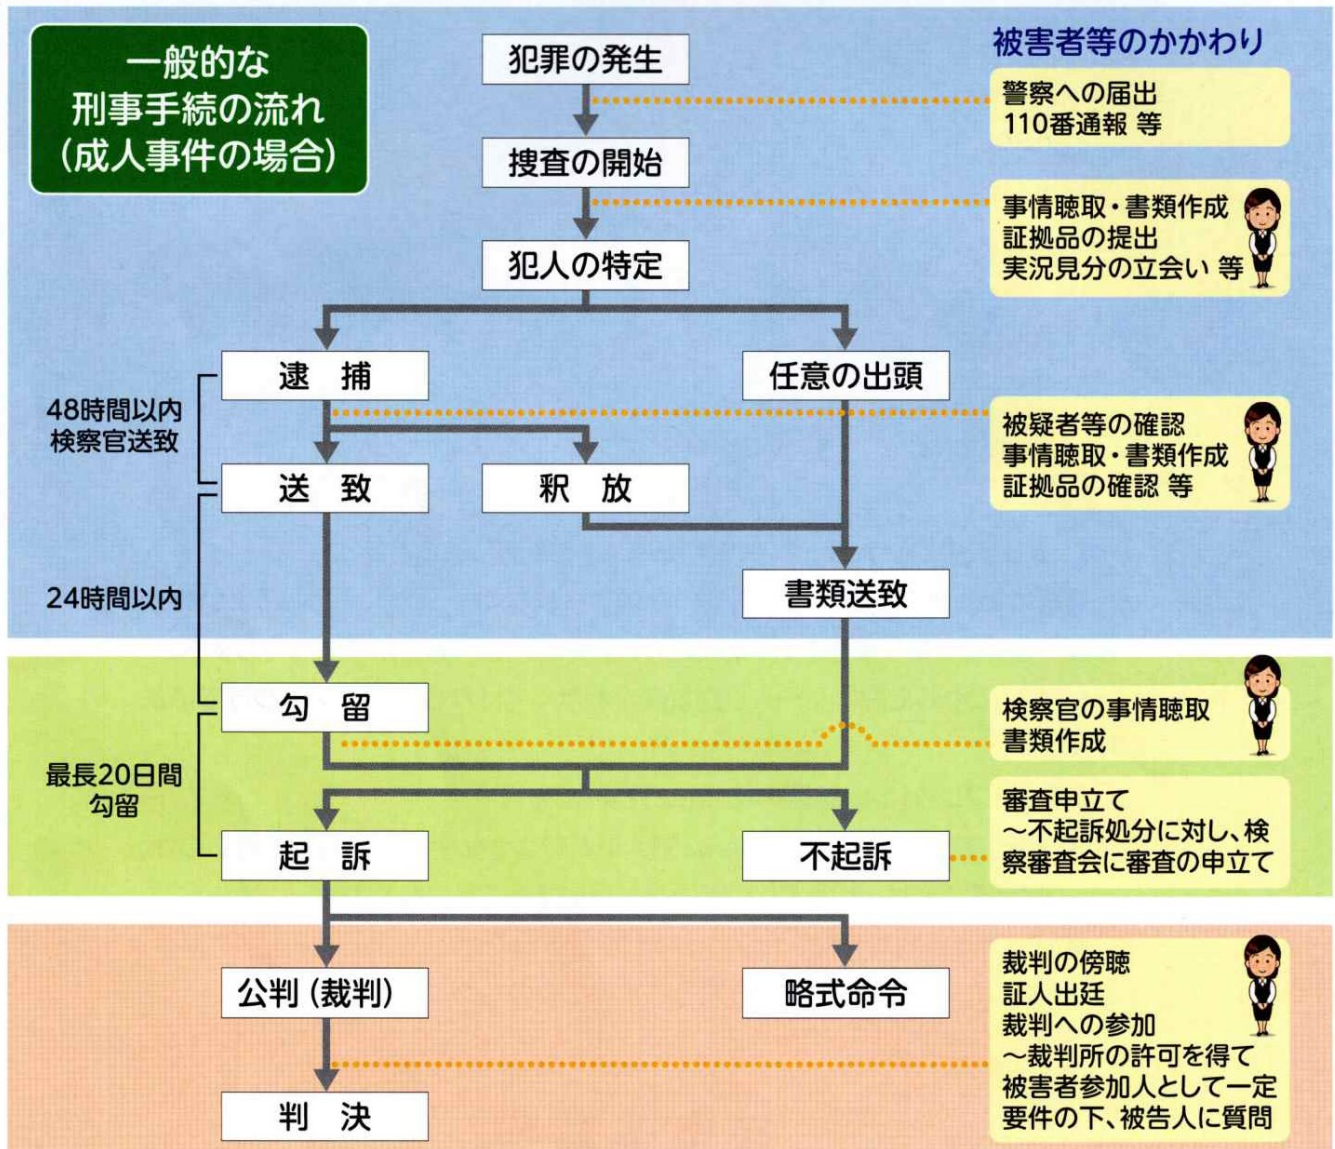 一般的な
刑事手続の流れ
(成人事件の場合)
犯罪の発生
捜査の開始
犯人の特定
逮 捕
任意の出頭
48時間以内
検察官送致
送 致
釈 放
24時間以内
書類送致
勾 留
最長20日間
勾留
起 訴
不起訴
公判(裁判)
略式命令
判 決
被害者等のかかわり
警察への届出
110番通報 等
事情聴取・書類作成
証拠品の提出
実況見分の立会い 等
被疑者等の確認
事情聴取・書類作成
証拠品の確認 等
検察官の事情聴取
書類作成
審査申立て
~不起訴処分に対し、検
察審査会に審査の申立て
裁判の傍聴
証人出廷
裁判への参加
~裁判所の許可を得て
被害者参加人として一定
要件の下、被告人に質問